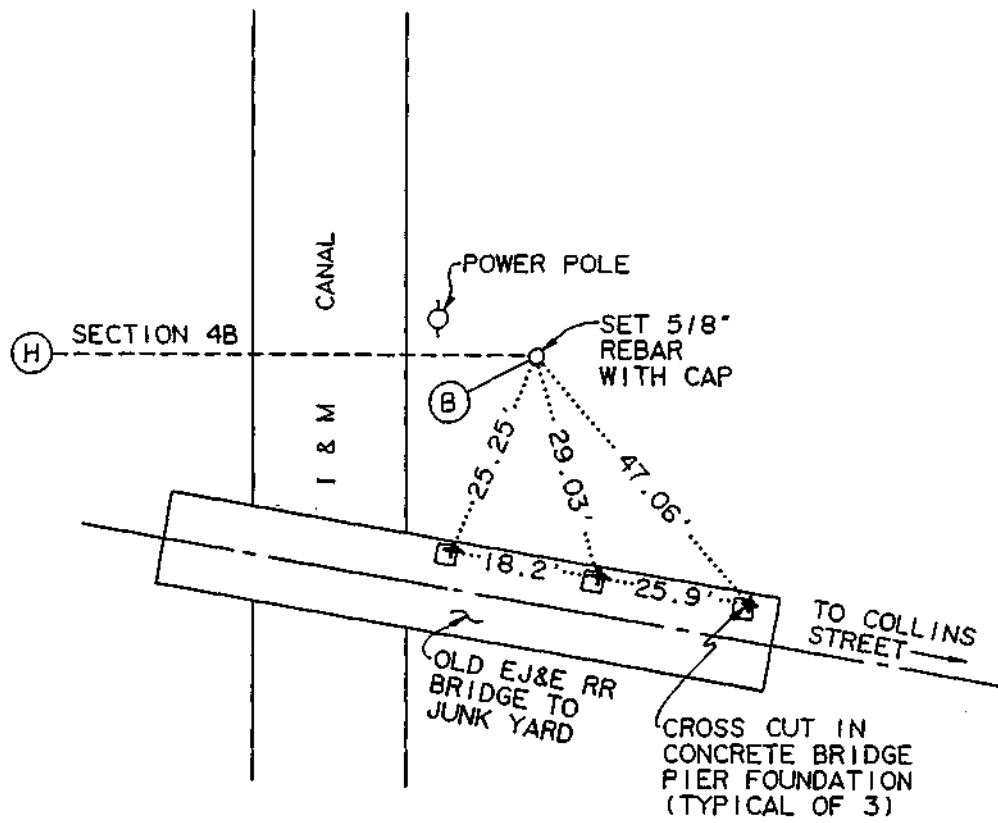 POWER POLE
SECTION 4B
H
SET 5/8"
REBAR
WITH CAP
B
I & M CANAL
25.25'
29.03'
47.06'
18.2'
25.9'
TO COLLINS
STREET
OLD EJ&E RR
BRIDGE TO
JUNK YARD
CROSS CUT IN
CONCRETE BRIDGE
PIER FOUNDATION
(TYPICAL OF 3)